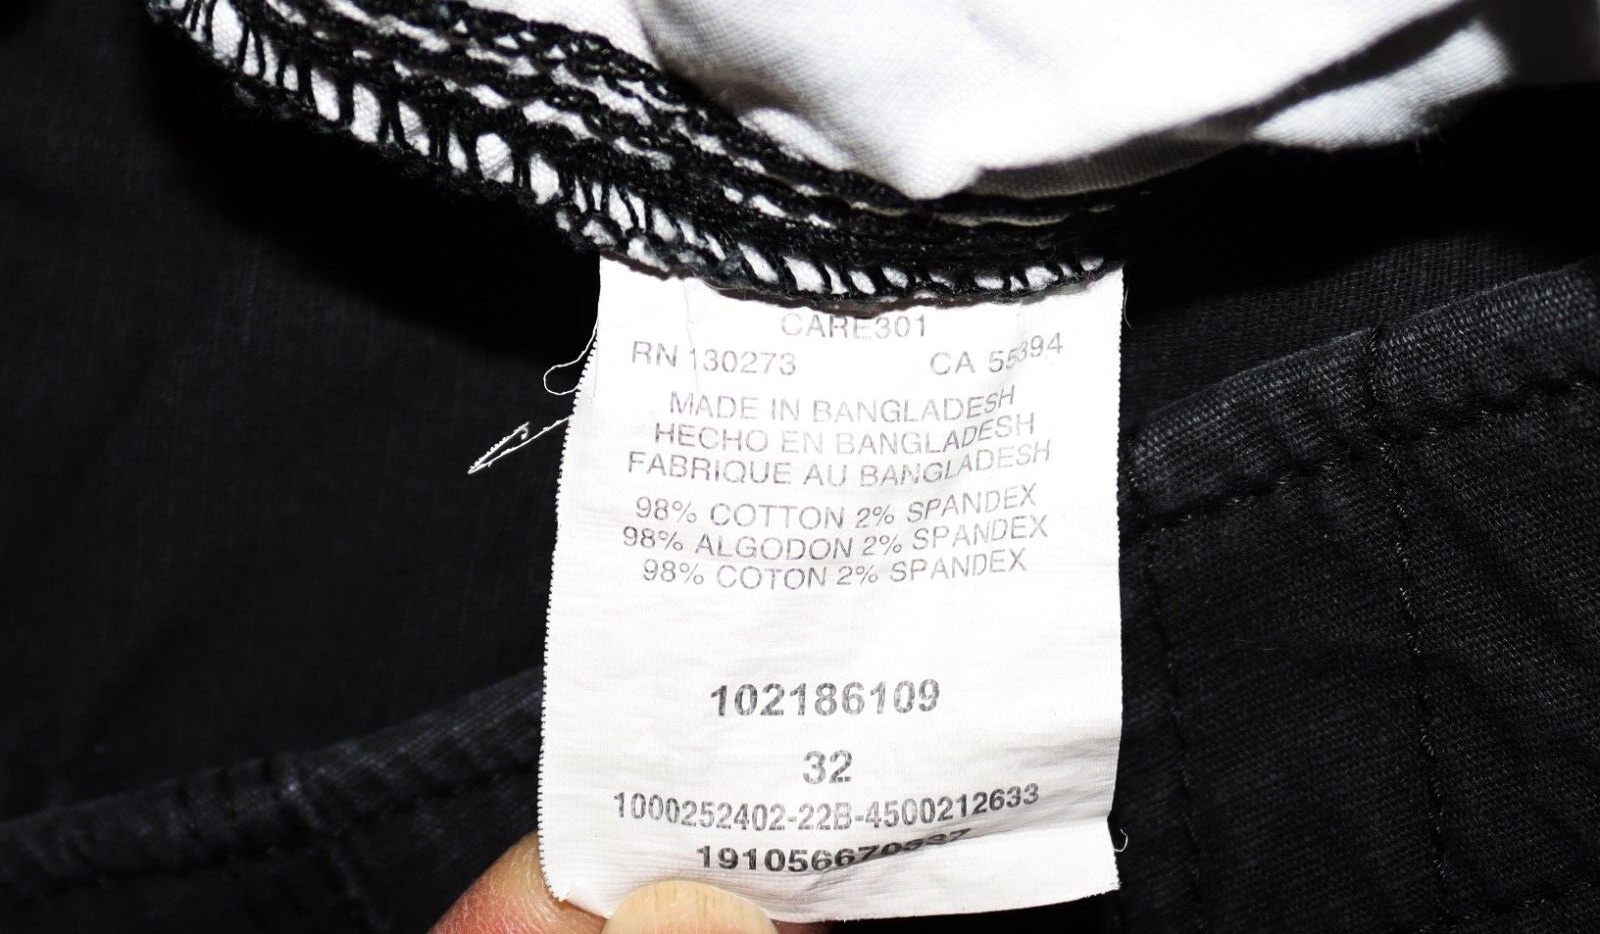 CARE301
RN 130273 CA 55394
MADE IN BANGLADESH
HECHO EN BANGLADESH
FABRIQUE AU BANGLADESH
98% COTTON 2% SPANDEX
98% ALGODON 2% SPANDEX
98% COTON 2% SPANDEX
102186109
32
1000252402-22B-4500212633